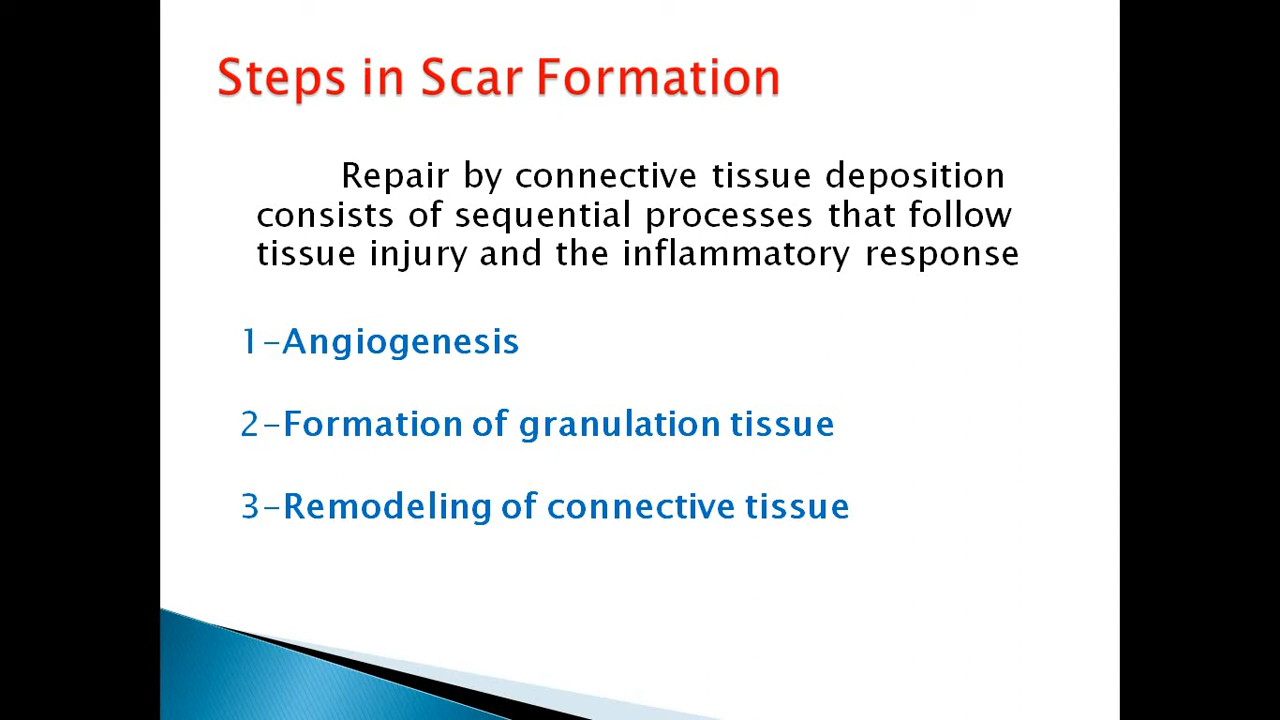 Steps in Scar Formation
Repair by connective tissue deposition
consists of sequential processes that follow
tissue injury and the inflammatory response
1-Angiogenesis
2-Formation of granulation tissue
3-Remodeling of connective tissue